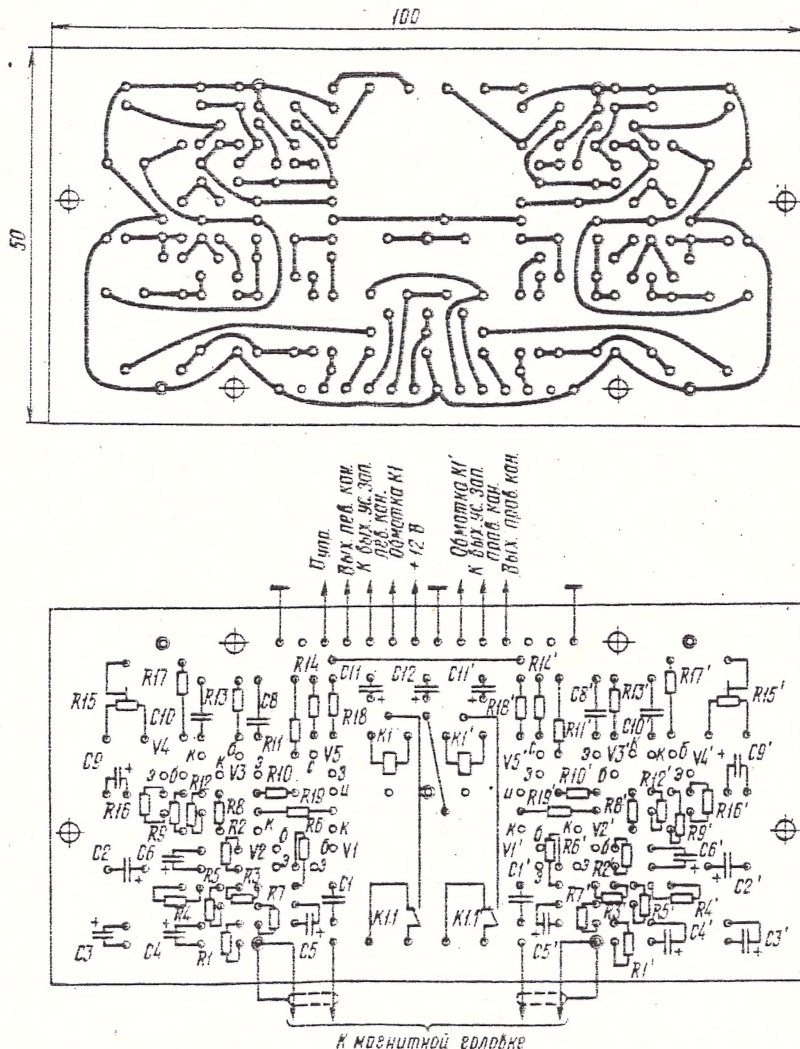 100
50
Uупр.
Вых. лев. кан.
К вых. ус. зап.
лев. кан.
Обмотка К1
+12 В
Обмотка К1'
К вых. ус. зап.
прав. кан.
Вых. прав. кан.
R17 R14 C11 C12 C11' R14' R17'
R15 R13 C8 R18 R18' C8' R13' R15'
C10 R11 К1 К1' R11' C10'
V4 к б V5 V5' с V3' б к б V4' C9'
C9 э б V3 э с э э
R12 R10 и и R10' б R12' э
R16 R8 R19 R19' R8' R16'
R9 R2 к R6 к к к R6' V2' R9'
C2 C6 V2 б э б V1 V1' б R2' C6' C2'
R5 R3 э э C1 C1' э
R4 R7 К1.1 К1.1 R7' R3' R5' R4'
C3 C4 R1 C5 C5' C4' C3'
R1'
К магнитной головке